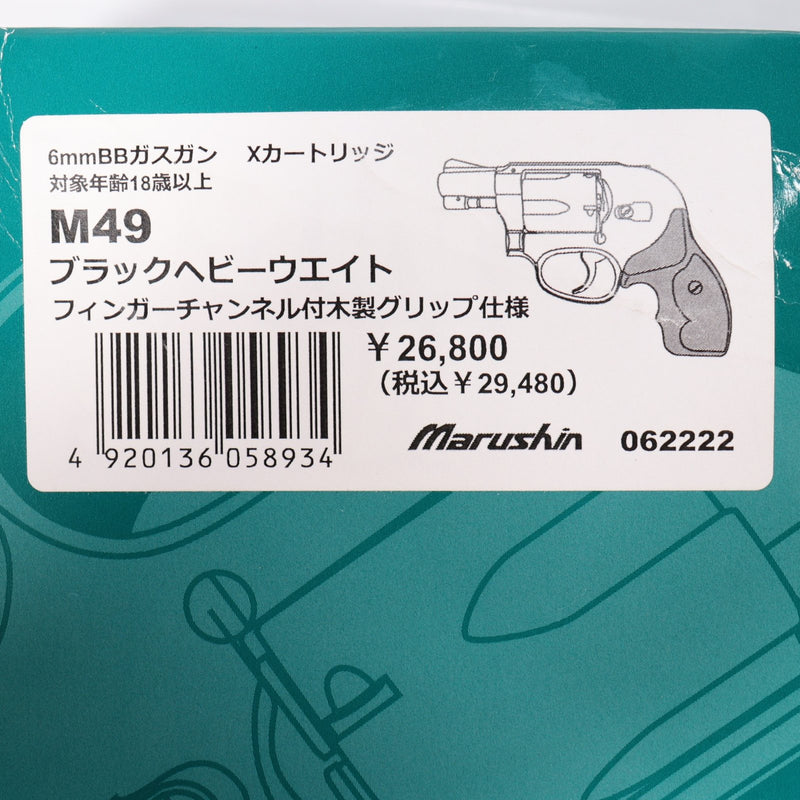 6mmBBガスガン Xカートリッジ
対象年齢18歳以上
M49
ブラックヘビーウエイト
フィンガーチャンネル付木製グリップ仕様
￥26,800
（税込￥29,480）
4 920136 058934
Marushin 062222